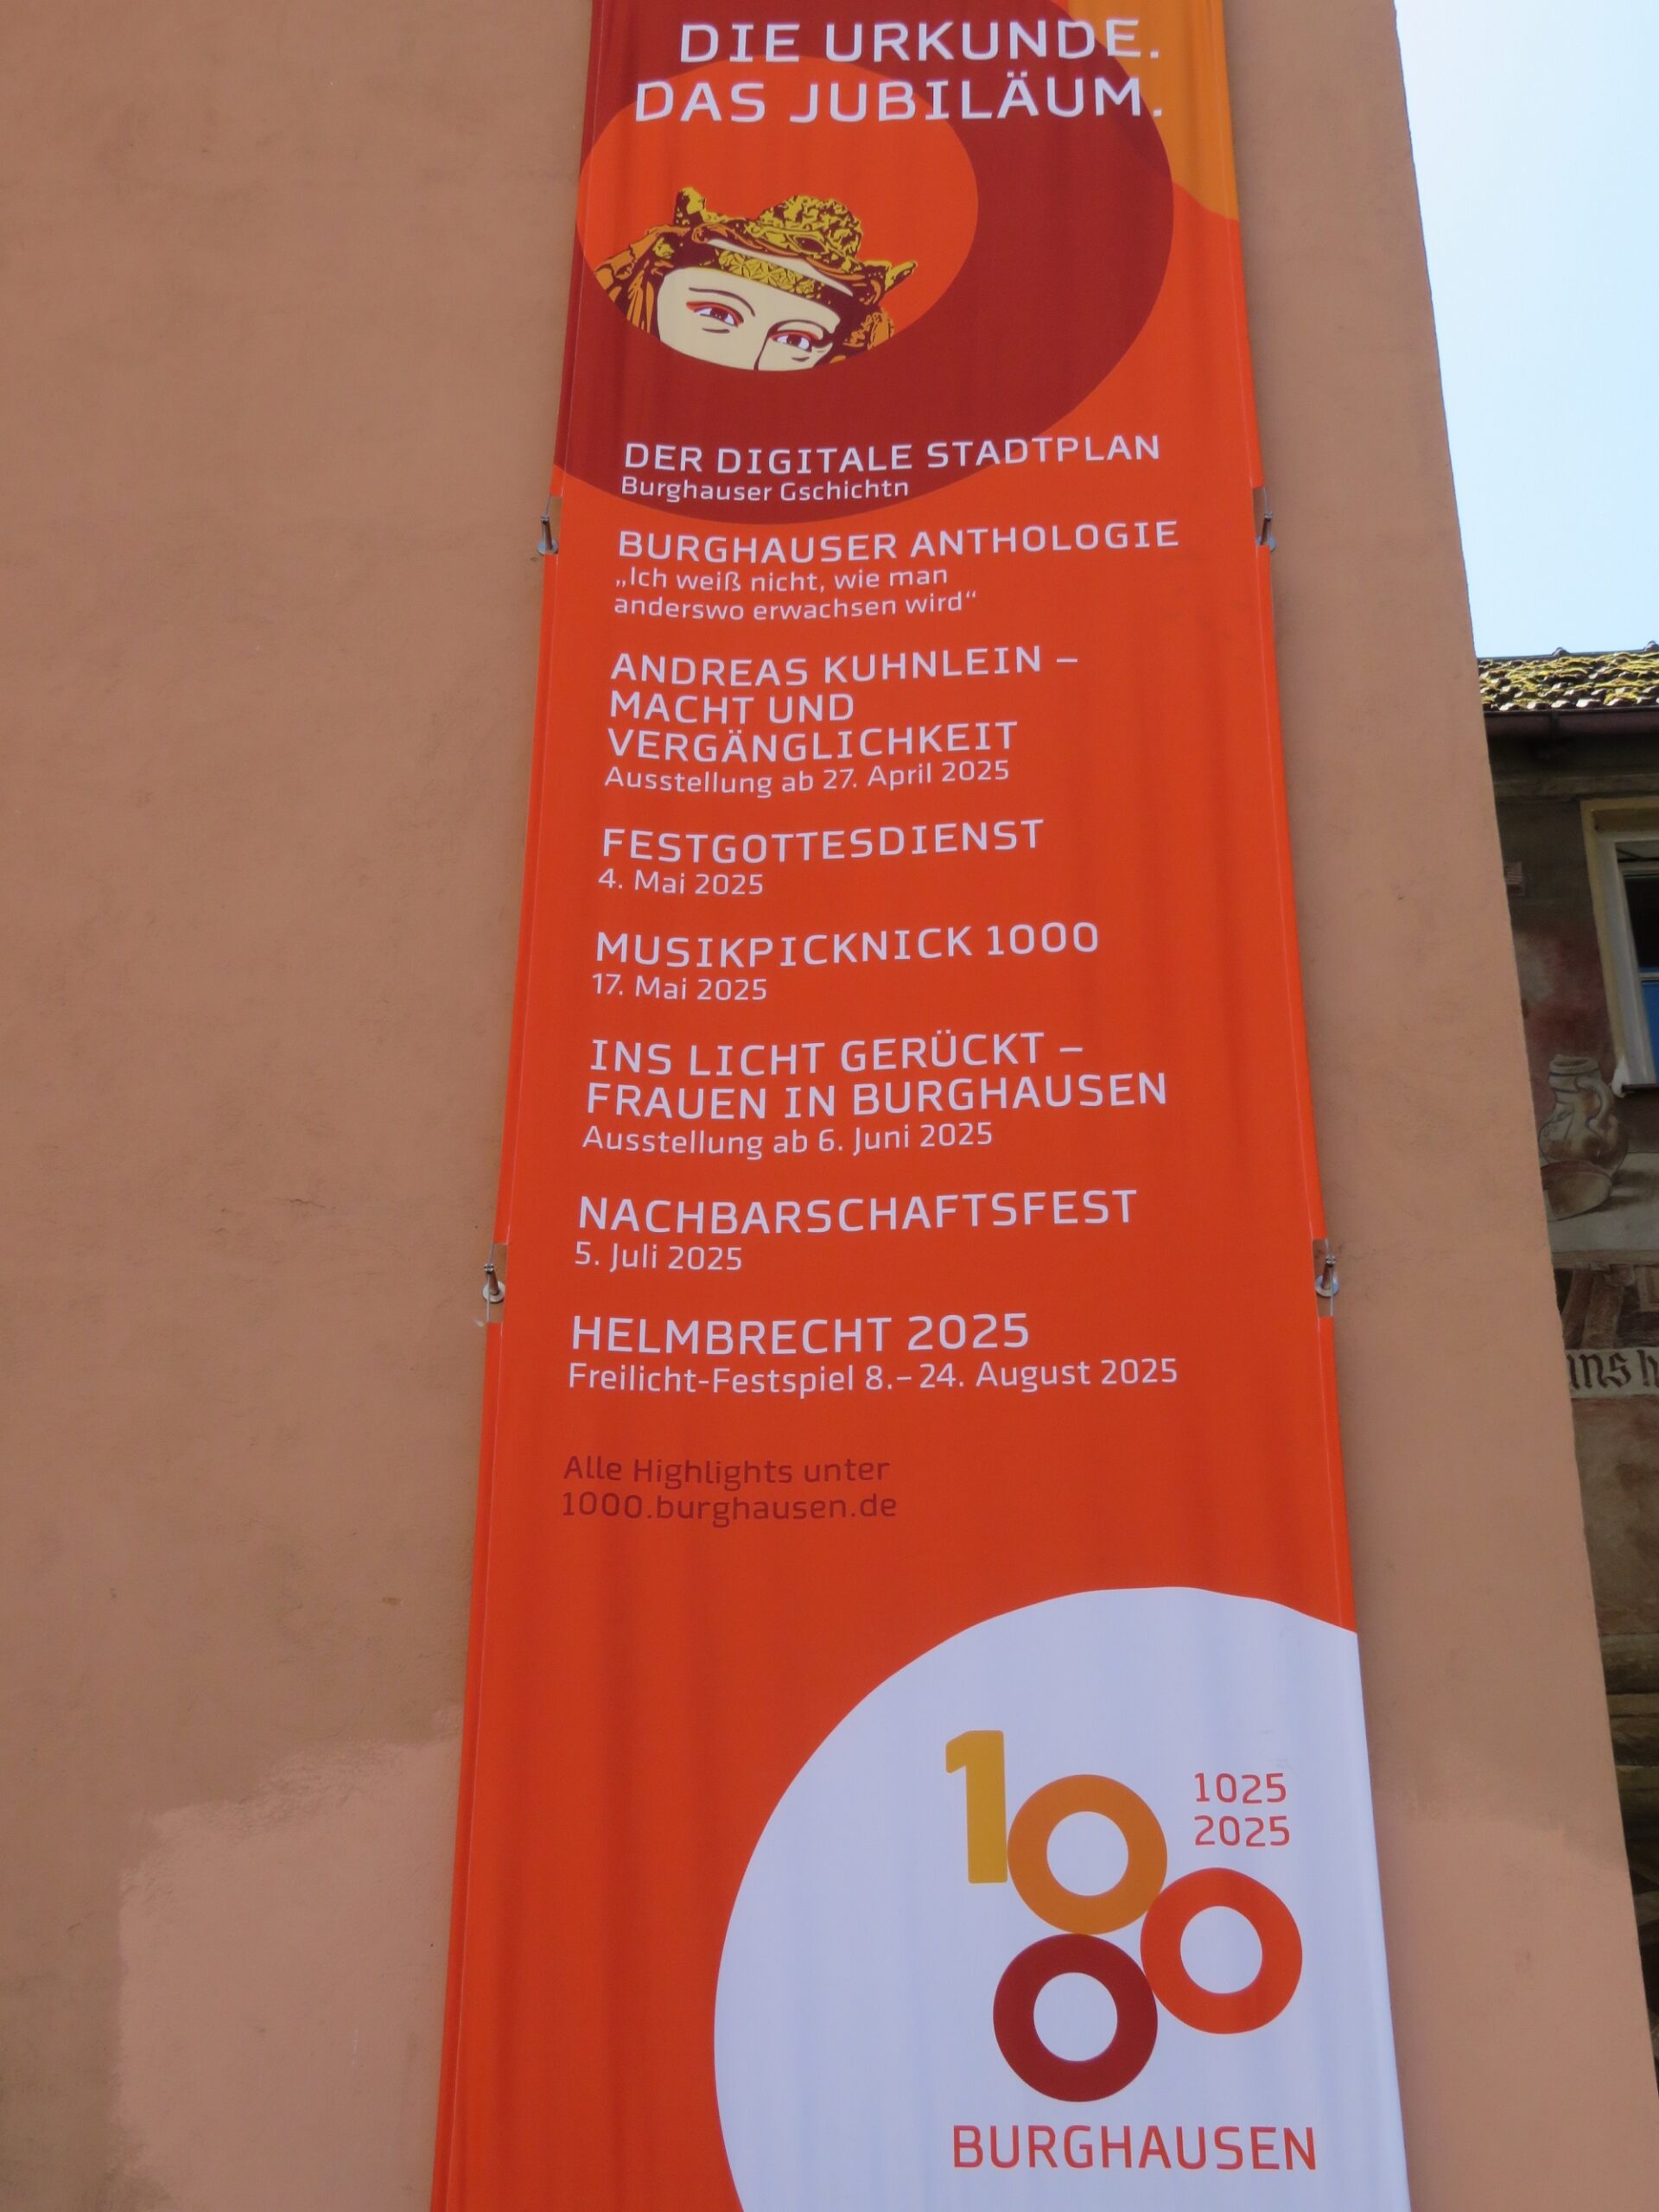 DIE URKUNDE.
DAS JUBILÄUM.
DER DIGITALE STADTPLAN
Burghauser Gschichtn
BURGHAUSER ANTHOLOGIE
„Ich weiß nicht, wie man
anderswo erwachsen wird“
ANDREAS KUHNLEIN –
MACHT UND
VERGÄNGLICHKEIT
Ausstellung ab 27. April 2025
FESTGOTTESDIENST
4. Mai 2025
MUSIKPICKNICK 1000
17. Mai 2025
INS LICHT GERÜCKT –
FRAUEN IN BURGHAUSEN
Ausstellung ab 6. Juni 2025
NACHBARSCHAFTSFEST
5. Juli 2025
HELMBRECHT 2025
Freilicht-Festspiel 8.–24. August 2025
Alle Highlights unter
1000.burghausen.de
1000
1025
2025
BURGHAUSEN